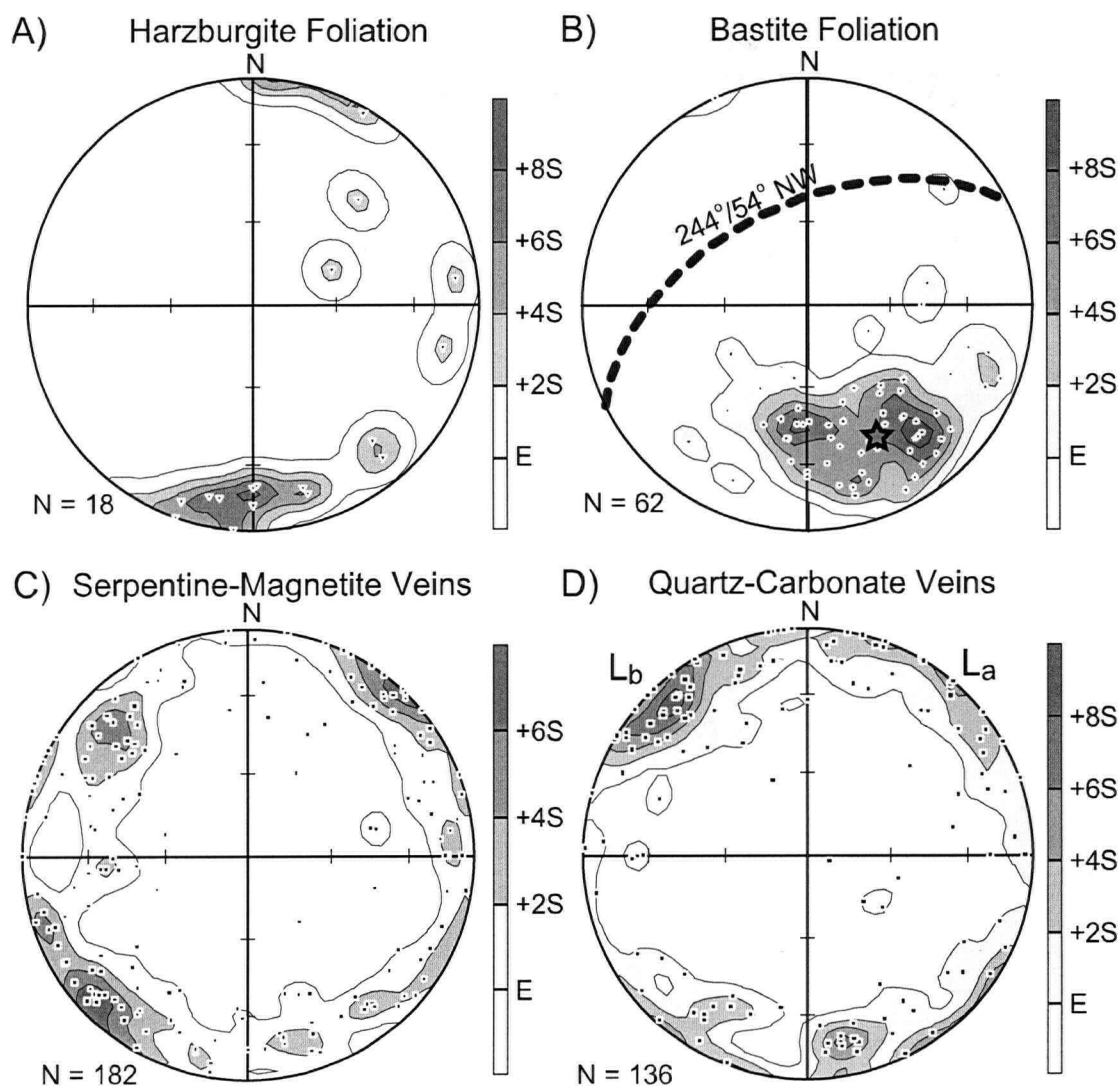 A) Harzburgite Foliation
N
+8S
+6S
+4S
+2S
E
N = 18
B) Bastite Foliation
N
244°/54° NW
+8S
+6S
+4S
+2S
E
N = 62
C) Serpentine-Magnetite Veins
N
+6S
+4S
+2S
E
N = 182
D) Quartz-Carbonate Veins
N
Lb
La
+8S
+6S
+4S
+2S
E
N = 136